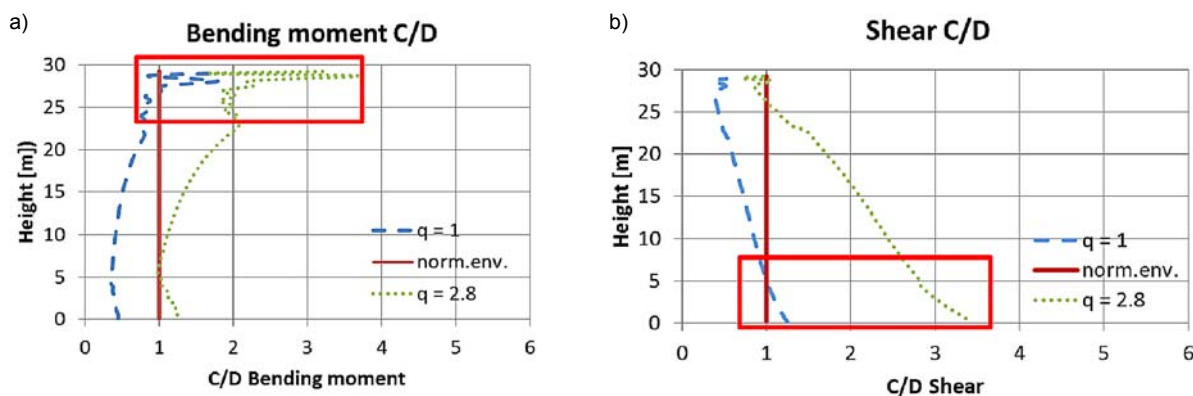 a)
Bending moment C/D
Height [m])
30
25
20
15
10
5
0
0 1 2 3 4 5 6
q = 1
norm.env.
q = 2.8
C/D Bending moment
b)
Shear C/D
Height [m]
30
25
20
15
10
5
0
0 1 2 3 4 5 6
q = 1
norm.env.
q = 2.8
C/D Shear